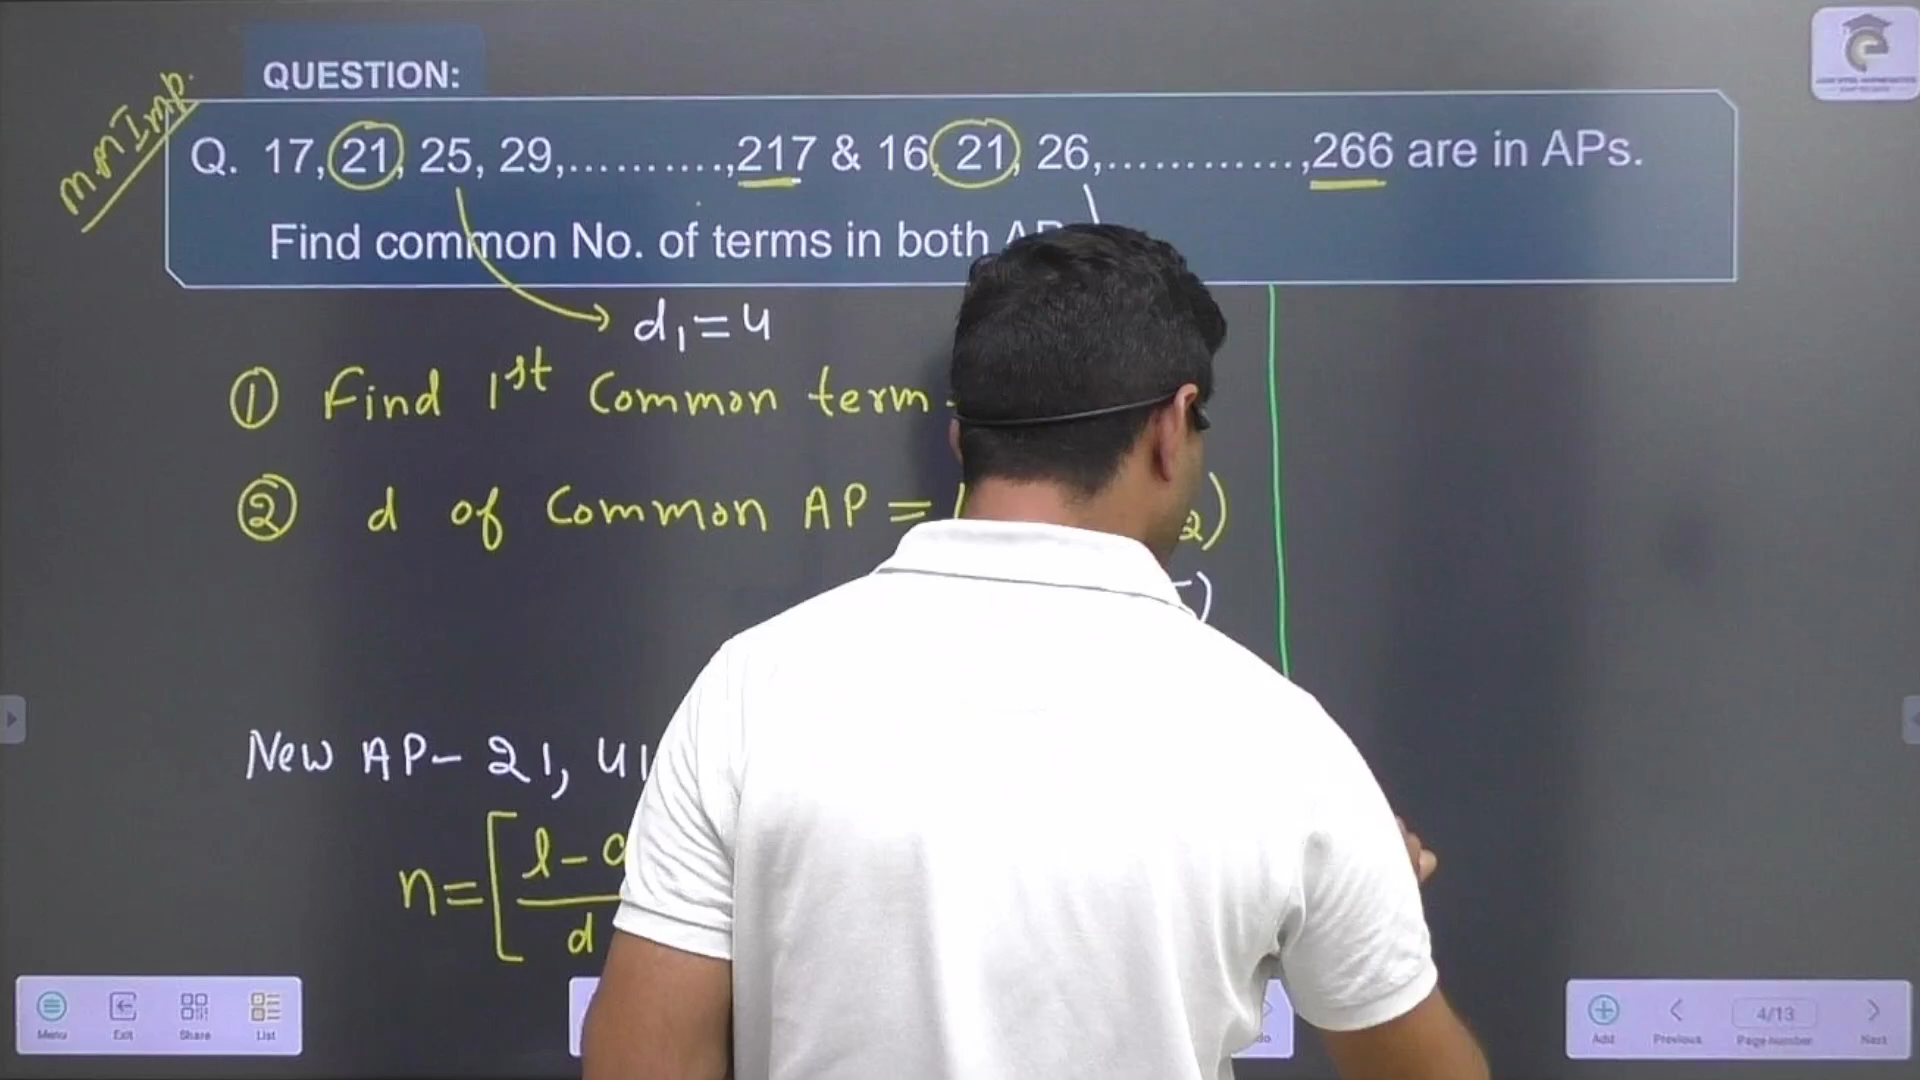 QUESTION:
M.M Imp.
Q. 17, 21, 25, 29,..........,217 & 16, 21, 26,.............,266 are in APs.
Find common No. of terms in both
d₁=4
① Find 1st Common term
② d of Common AP = ( 2)
)
New AP- 21, 41
n=[l-a
d
Menu
Exit
Share
List
Add
Previous
4/13
Page number
Next